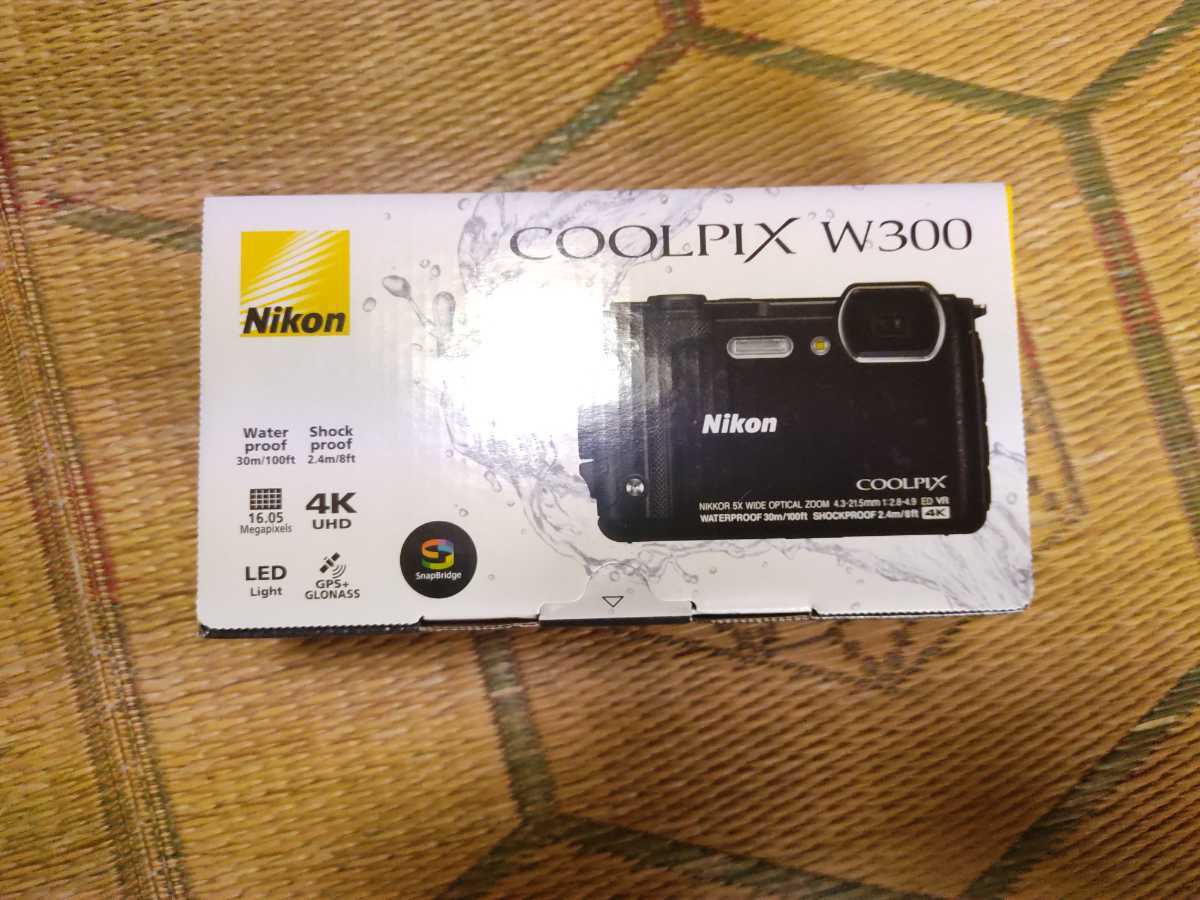 COOLPIX W300
Nikon
Water proof
30m/100ft
Shock proof
2.4m/8ft
16.05
Megapixels
4K
UHD
LED
Light
GPS+
GLONASS
SnapBridge
Nikon
COOLPIX
NIKKOR 5X WIDE OPTICAL ZOOM 4.3-21.5mm 1:2.8-4.9 ED VR
WATERPROOF 30m/100ft SHOCKPROOF 2.4m/8ft 4K